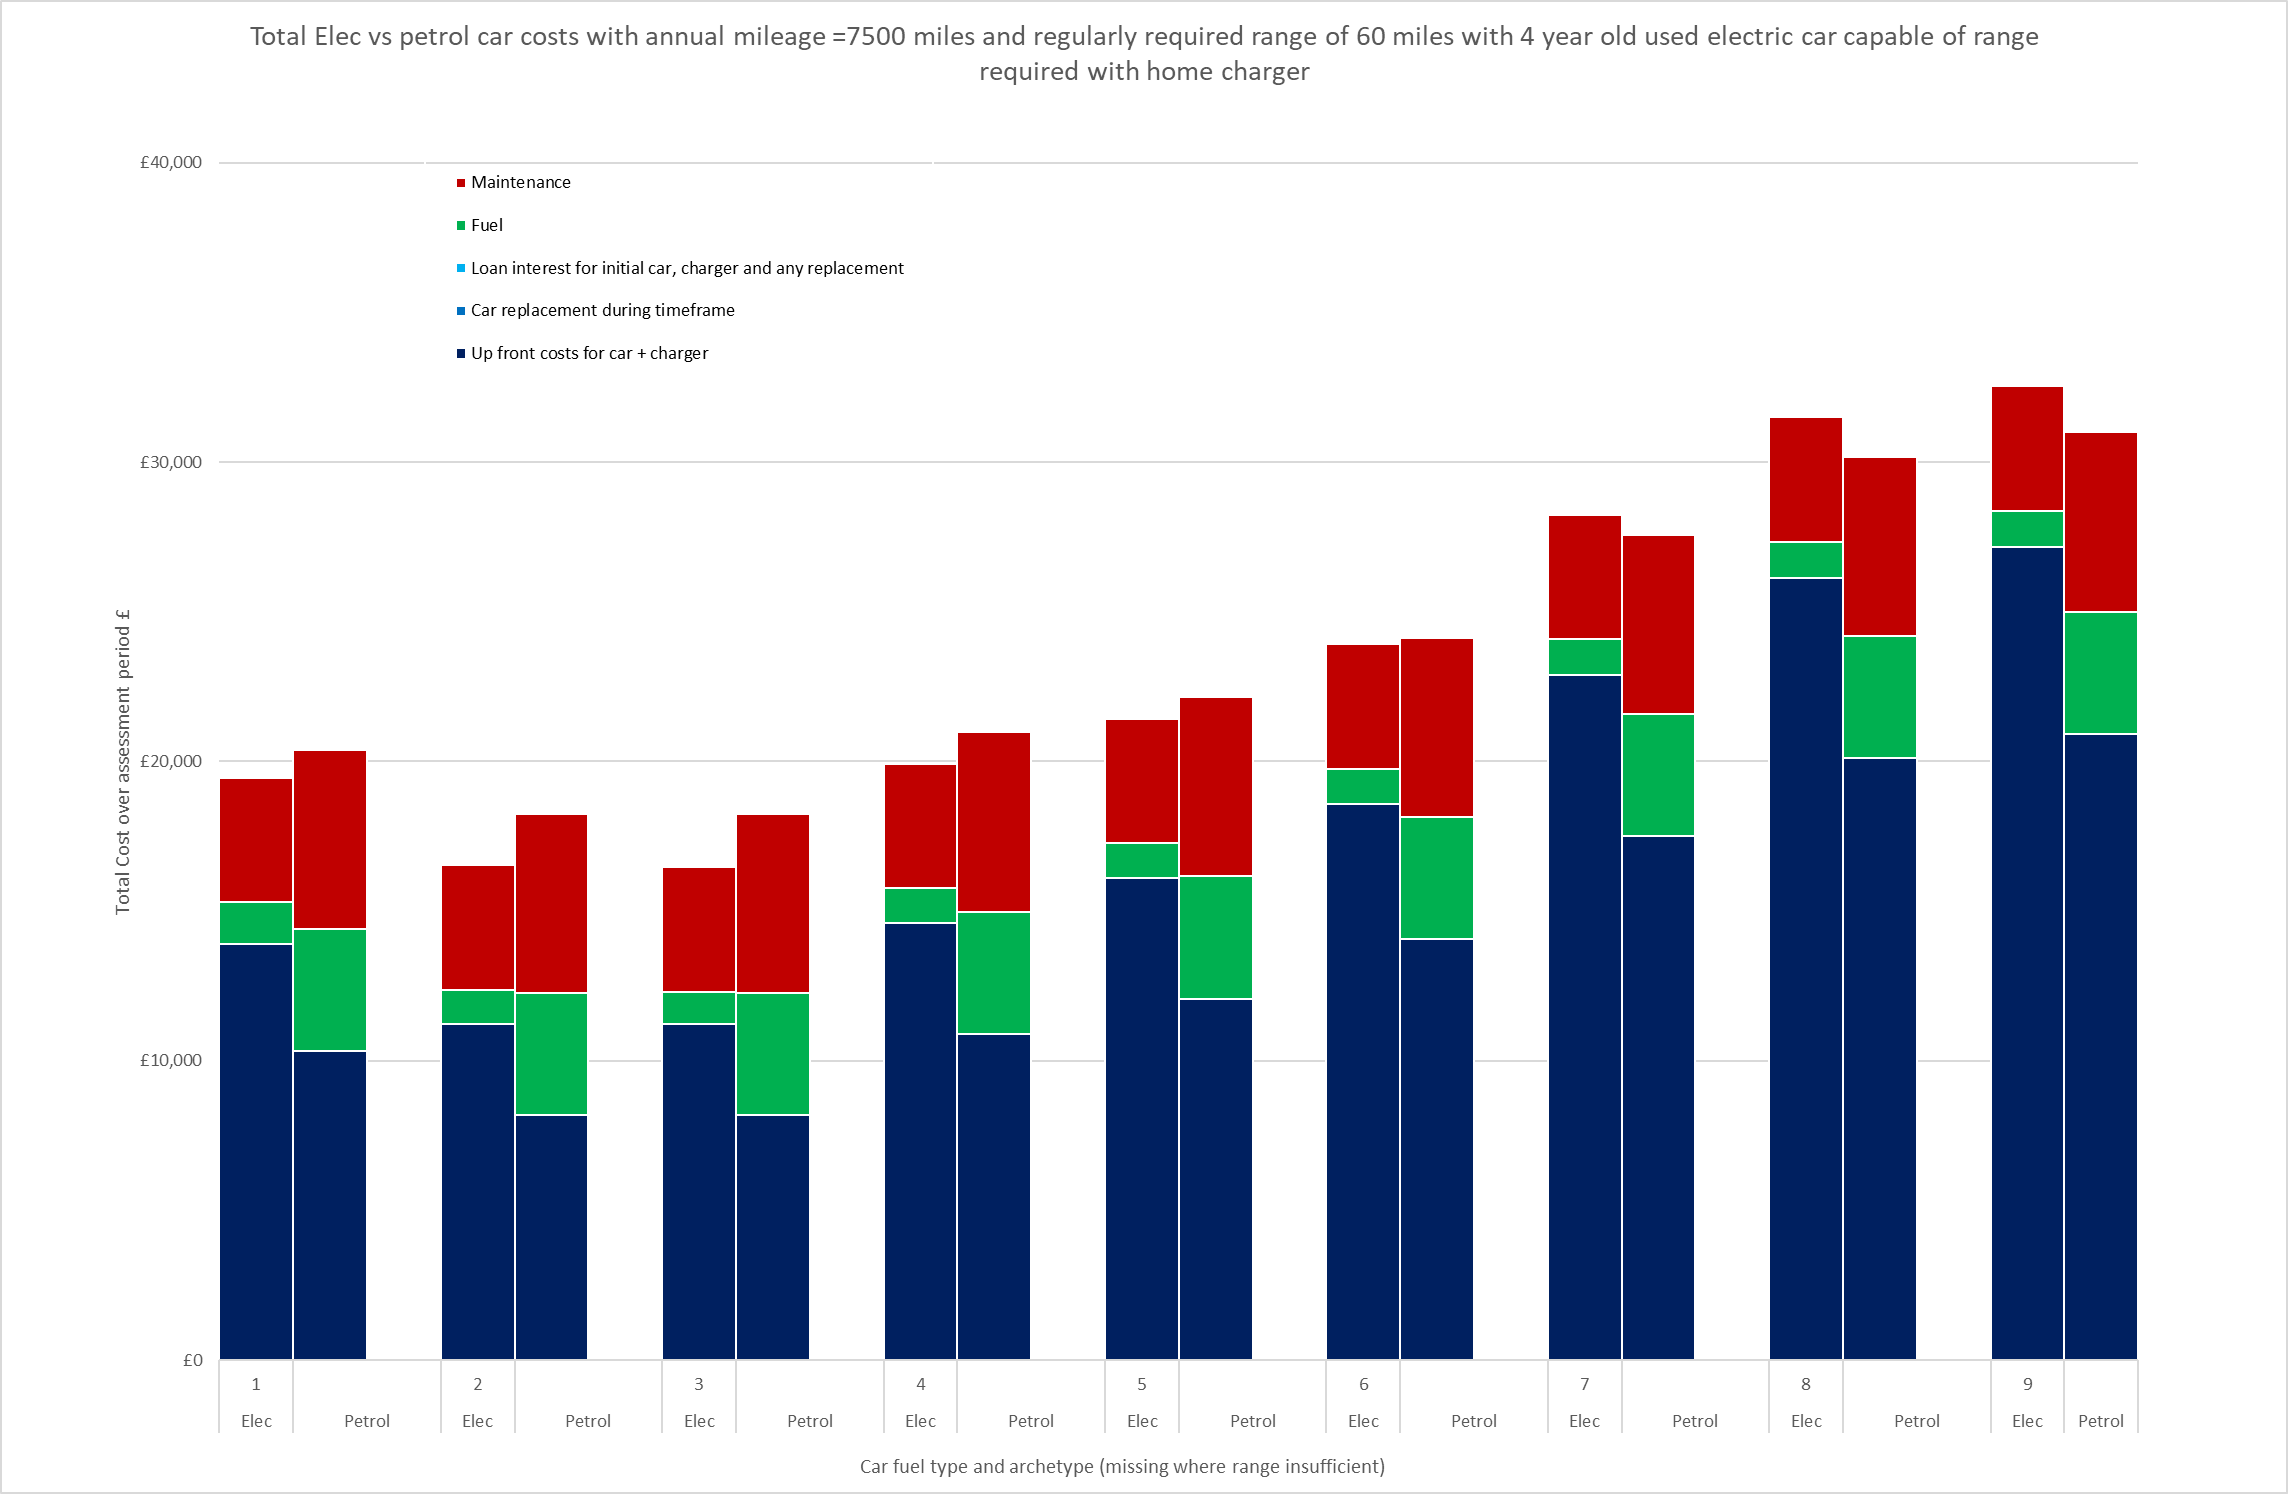 Total Elec vs petrol car costs with annual mileage =7500 miles and regularly required range of 60 miles with 4 year old used electric car capable of range
required with home charger
£40,000
Maintenance
Fuel
Loan interest for initial car, charger and any replacement
Car replacement during timeframe
Up front costs for car + charger
£30,000
£20,000
£10,000
£0
Total Cost over assessment period £
1 2 3 4 5 6 7 8 9
Elec Petrol Elec Petrol Elec Petrol Elec Petrol Elec Petrol Elec Petrol Elec Petrol Elec Petrol Elec Petrol
Car fuel type and archetype (missing where range insufficient)